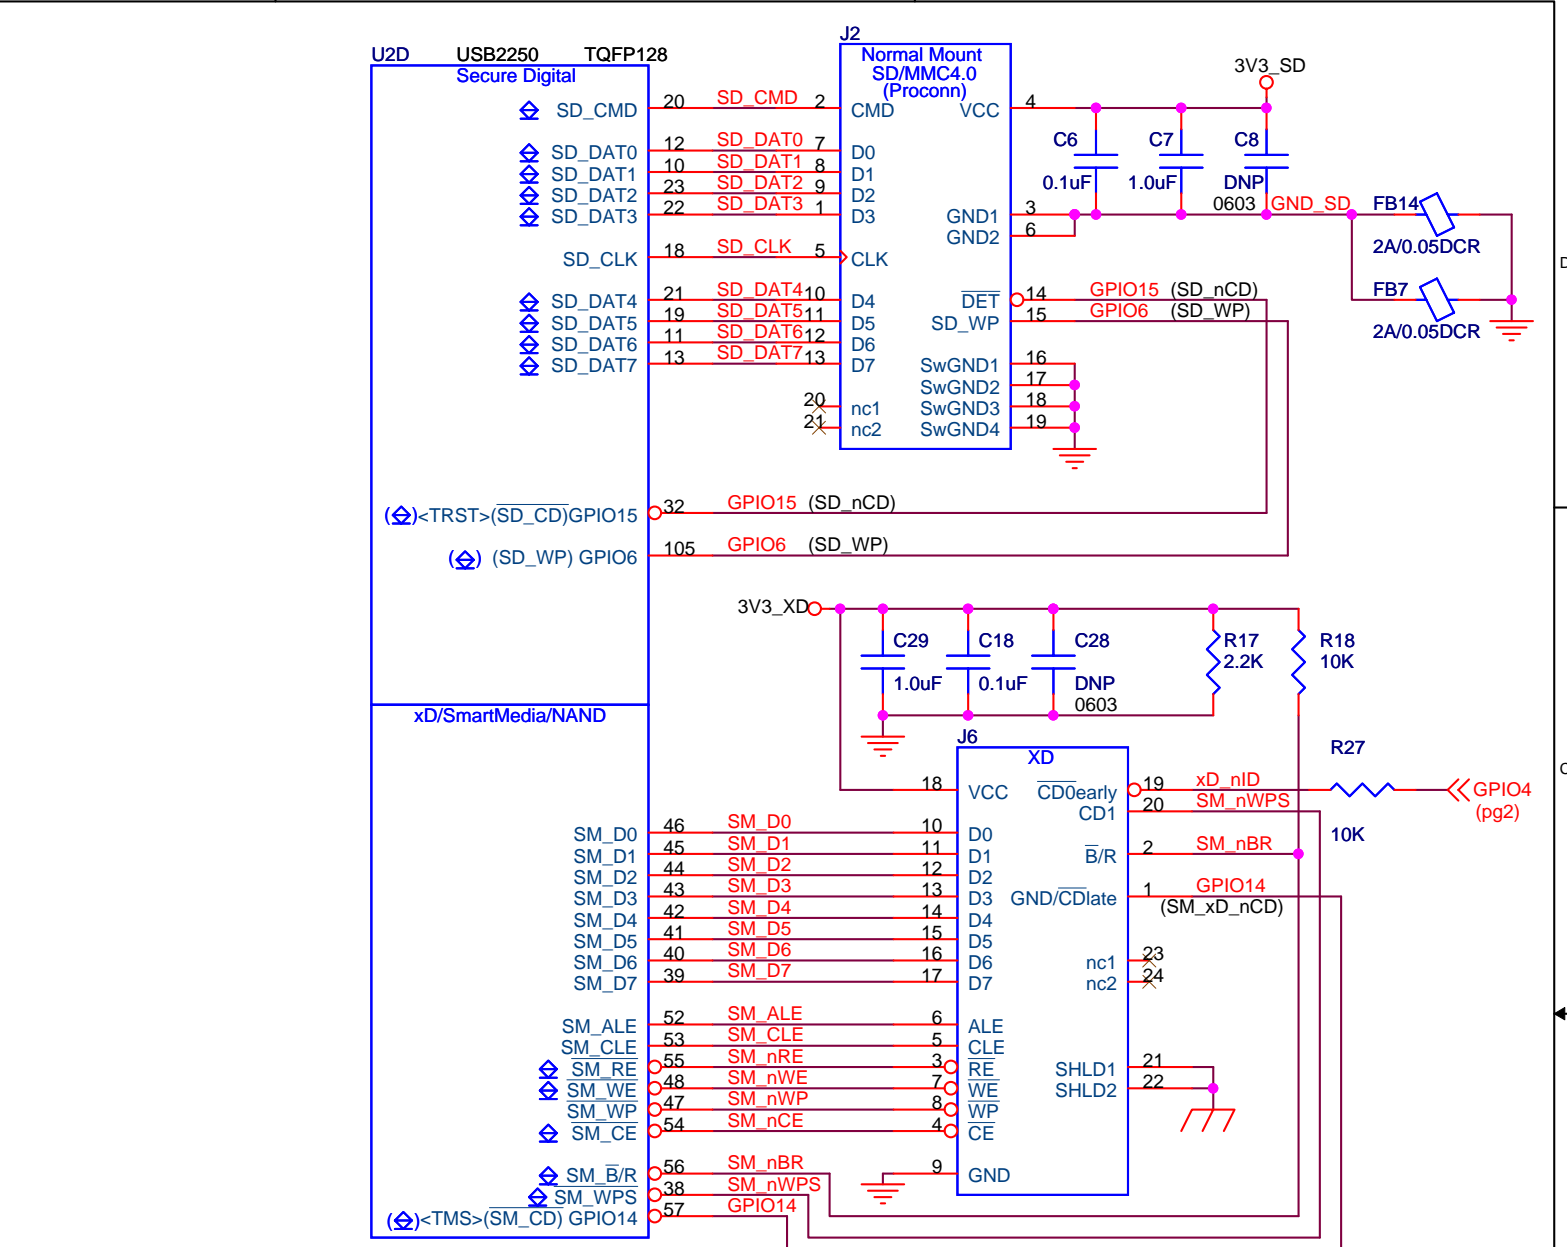 U2D USB2250 TQFP128
Secure Digital
SD_CMD 20 SD_CMD
SD_DAT0 12 SD_DAT0
SD_DAT1 10 SD_DAT1
SD_DAT2 23 SD_DAT2
SD_DAT3 22 SD_DAT3
SD_CLK 18 SD_CLK
SD_DAT4 21 SD_DAT4
SD_DAT5 19 SD_DAT5
SD_DAT6 11 SD_DAT6
SD_DAT7 13 SD_DAT7
( )<TRST>(SD_CD)GPIO15 32 GPIO15 (SD_nCD)
( ) (SD_WP) GPIO6 105 GPIO6 (SD_WP)
J2
Normal Mount
SD/MMC4.0
(Proconn)
2 CMD VCC 4
7 D0
8 D1
9 D2
1 D3 GND1 3
GND2 6
5 CLK
10 D4 DET 14 GPIO15 (SD_nCD)
11 D5 SD_WP 15 GPIO6 (SD_WP)
12 D6
13 D7 SwGND1 16
SwGND2 17
20 nc1 SwGND3 18
21 nc2 SwGND4 19
3V3_SD
C6 C7 C8
0.1uF 1.0uF DNP
0603 GND_SD
FB14
2A/0.05DCR
FB7
2A/0.05DCR
D
3V3_XD
C29 C18 C28 R17 R18
2.2K 10K
1.0uF 0.1uF DNP
0603
xD/SmartMedia/NAND
SM_D0 46 SM_D0
SM_D1 45 SM_D1
SM_D2 44 SM_D2
SM_D3 43 SM_D3
SM_D4 42 SM_D4
SM_D5 41 SM_D5
SM_D6 40 SM_D6
SM_D7 39 SM_D7
SM_ALE 52 SM_ALE
SM_CLE 53 SM_CLE
SM_RE 55 SM_nRE
SM_WE 48 SM_nWE
SM_WP 47 SM_nWP
SM_CE 54 SM_nCE
SM_B/R 56 SM_nBR
SM_WPS 38 SM_nWPS
( )<TMS>(SM_CD) GPIO14 57 GPIO14
J6
XD
18 VCC CD0early 19 xD_nID
CD1 20 SM_nWPS
10 D0
11 D1 B/R 2 SM_nBR
12 D2
13 D3 GND/CDlate 1 GPIO14
(SM_xD_nCD)
14 D4
15 D5
16 D6 nc1 23
17 D7 nc2 24
6 ALE
5 CLE
3 RE SHLD1 21
7 WE SHLD2 22
8 WP
4 CE
9 GND
R27
10K
GPIO4
(pg2)
C